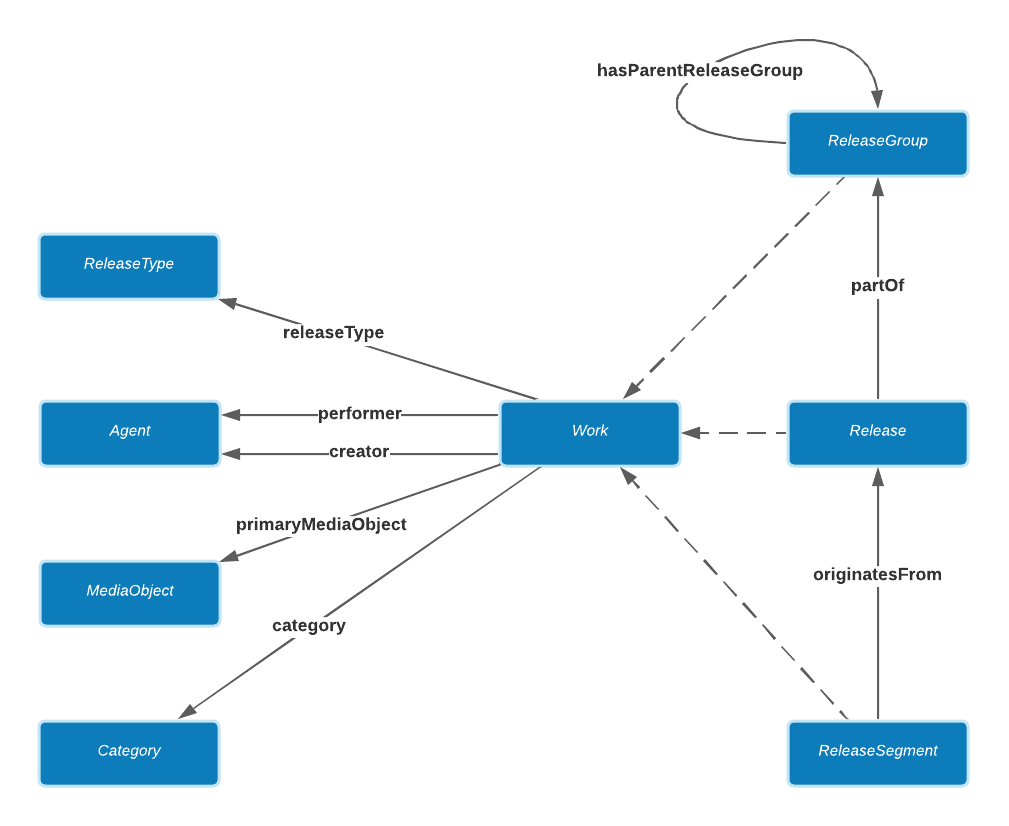 hasParentReleaseGroup
ReleaseGroup
ReleaseType
partOf
releaseType
performer
Agent
Work
Release
creator
primaryMediaObject
originatesFrom
MediaObject
category
Category
ReleaseSegment